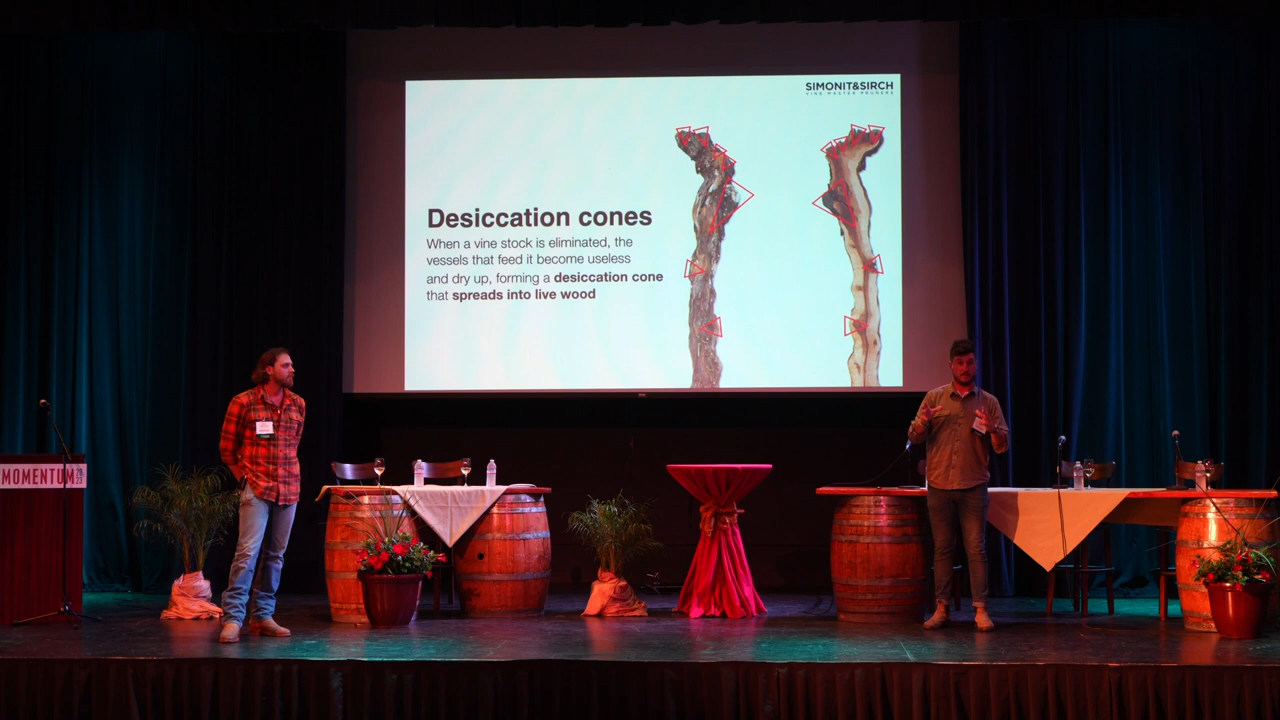 SIMONIT&SIRCH
VINE MASTER PRUNERS
Desiccation cones
When a vine stock is eliminated, the
vessels that feed it become useless
and dry up, forming a desiccation cone
that spreads into live wood
MOMENTUM